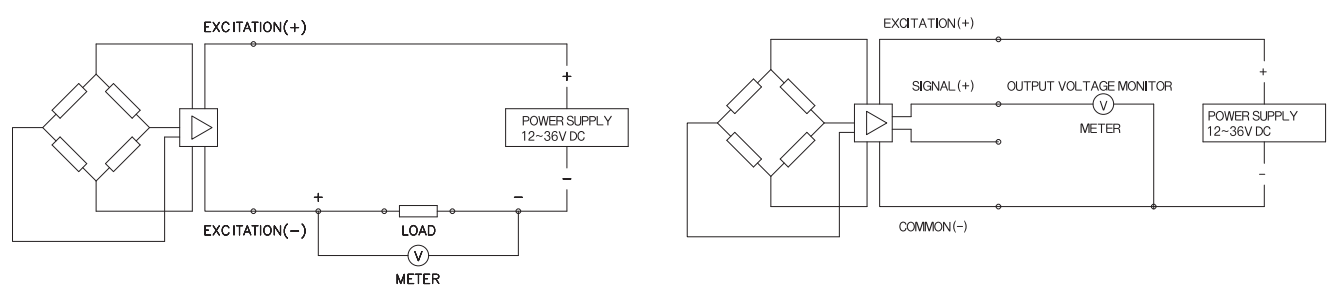 EXCITATION(+)
+
POWER SUPPLY
12~36V DC
−
+
−
EXCITATION(−)
LOAD
V
METER
EXCITATION(+)
+
SIGNAL(+)
OUTPUT VOLTAGE MONITOR
V
METER
POWER SUPPLY
12~36V DC
−
COMMON(−)